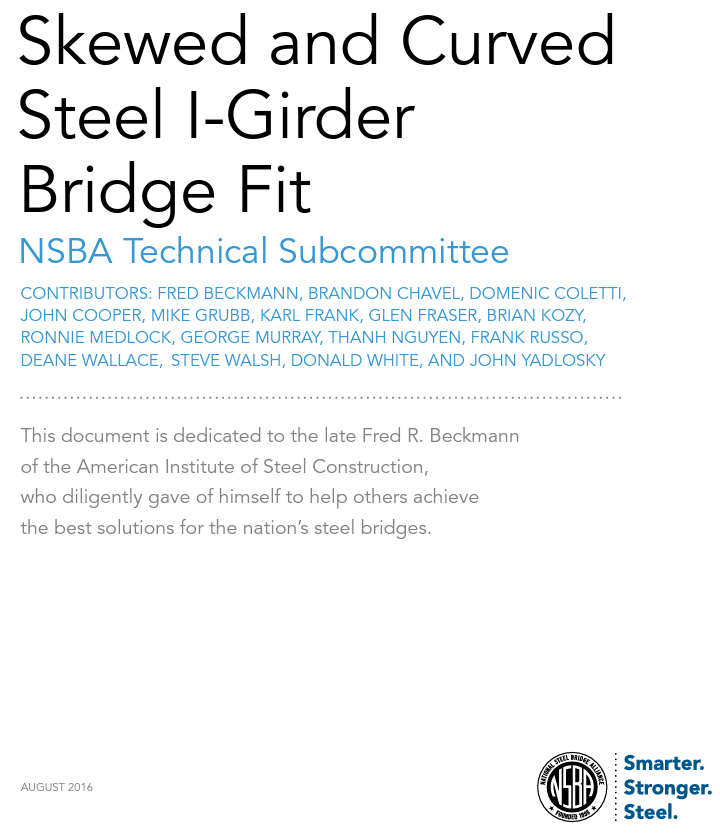 Skewed and Curved
Steel I-Girder
Bridge Fit
NSBA Technical Subcommittee
CONTRIBUTORS: FRED BECKMANN, BRANDON CHAVEL, DOMENIC COLETTI,
JOHN COOPER, MIKE GRUBB, KARL FRANK, GLEN FRASER, BRIAN KOZY,
RONNIE MEDLOCK, GEORGE MURRAY, THANH NGUYEN, FRANK RUSSO,
DEANE WALLACE, STEVE WALSH, DONALD WHITE, AND JOHN YADLOSKY
This document is dedicated to the late Fred R. Beckmann
of the American Institute of Steel Construction,
who diligently gave of himself to help others achieve
the best solutions for the nation's steel bridges.
AUGUST 2016
NATIONAL STEEL BRIDGE ALLIANCE
NSBA
FOUNDED 1995
Smarter.
Stronger.
Steel.